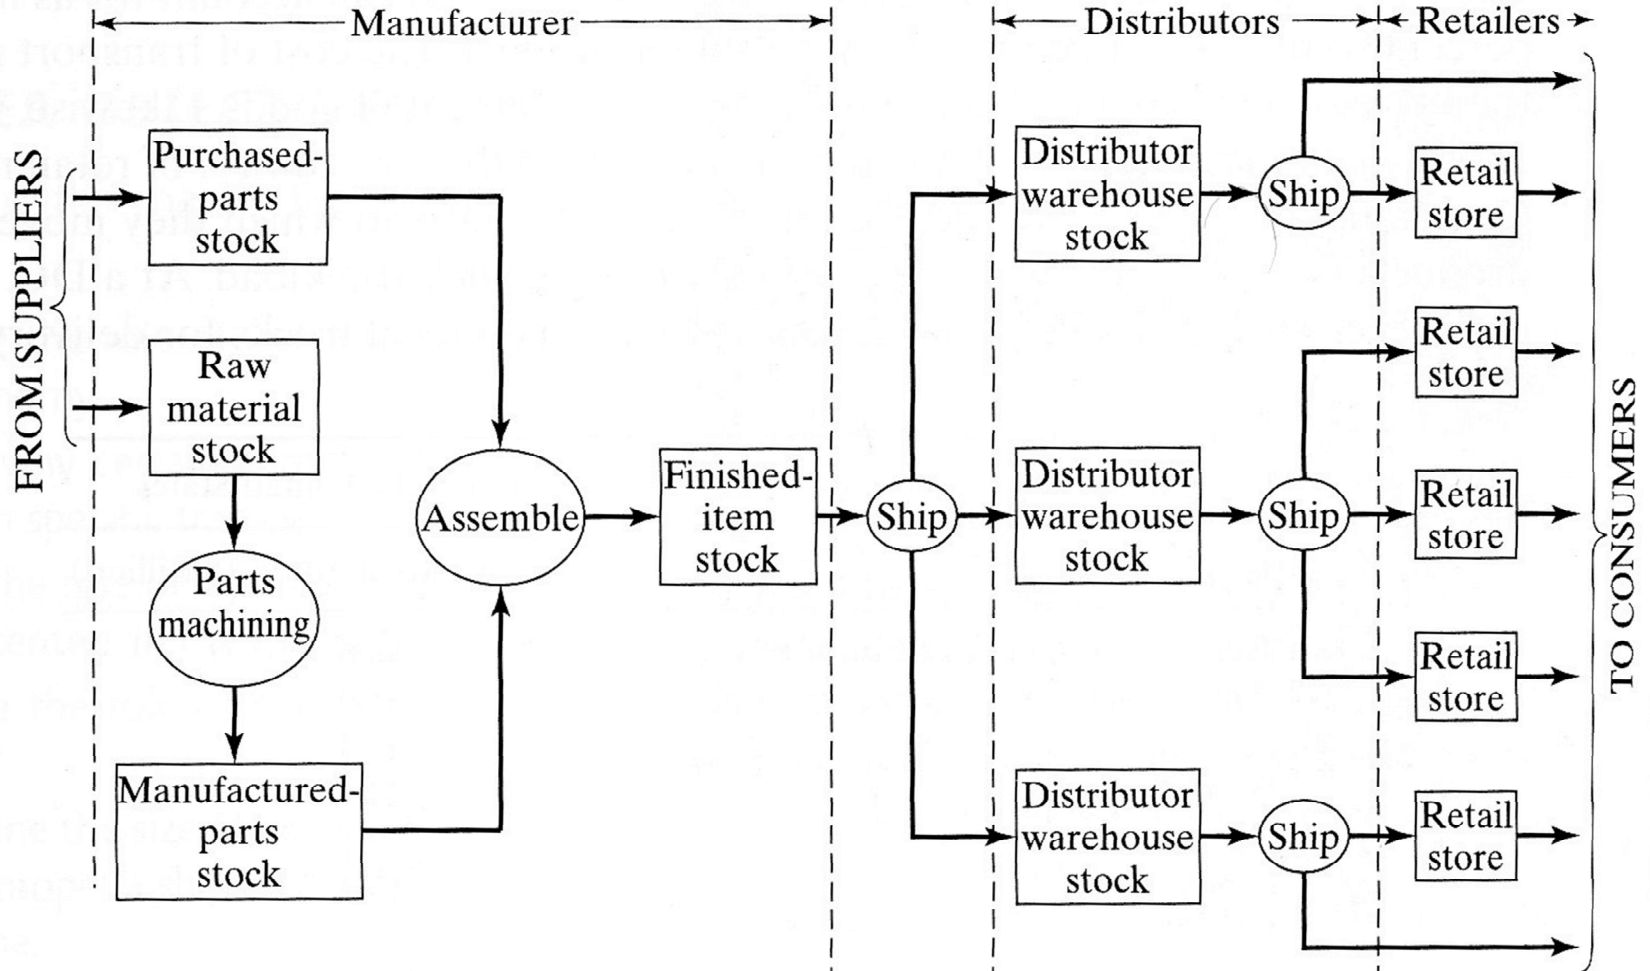 Manufacturer
Distributors
Retailers
FROM SUPPLIERS
Purchased-
parts
stock
Raw
material
stock
Parts
machining
Manufactured-
parts
stock
Assemble
Finished-
item
stock
Ship
Distributor
warehouse
stock
Ship
Retail
store
Retail
store
Distributor
warehouse
stock
Ship
Retail
store
Retail
store
Distributor
warehouse
stock
Ship
Retail
store
TO CONSUMERS